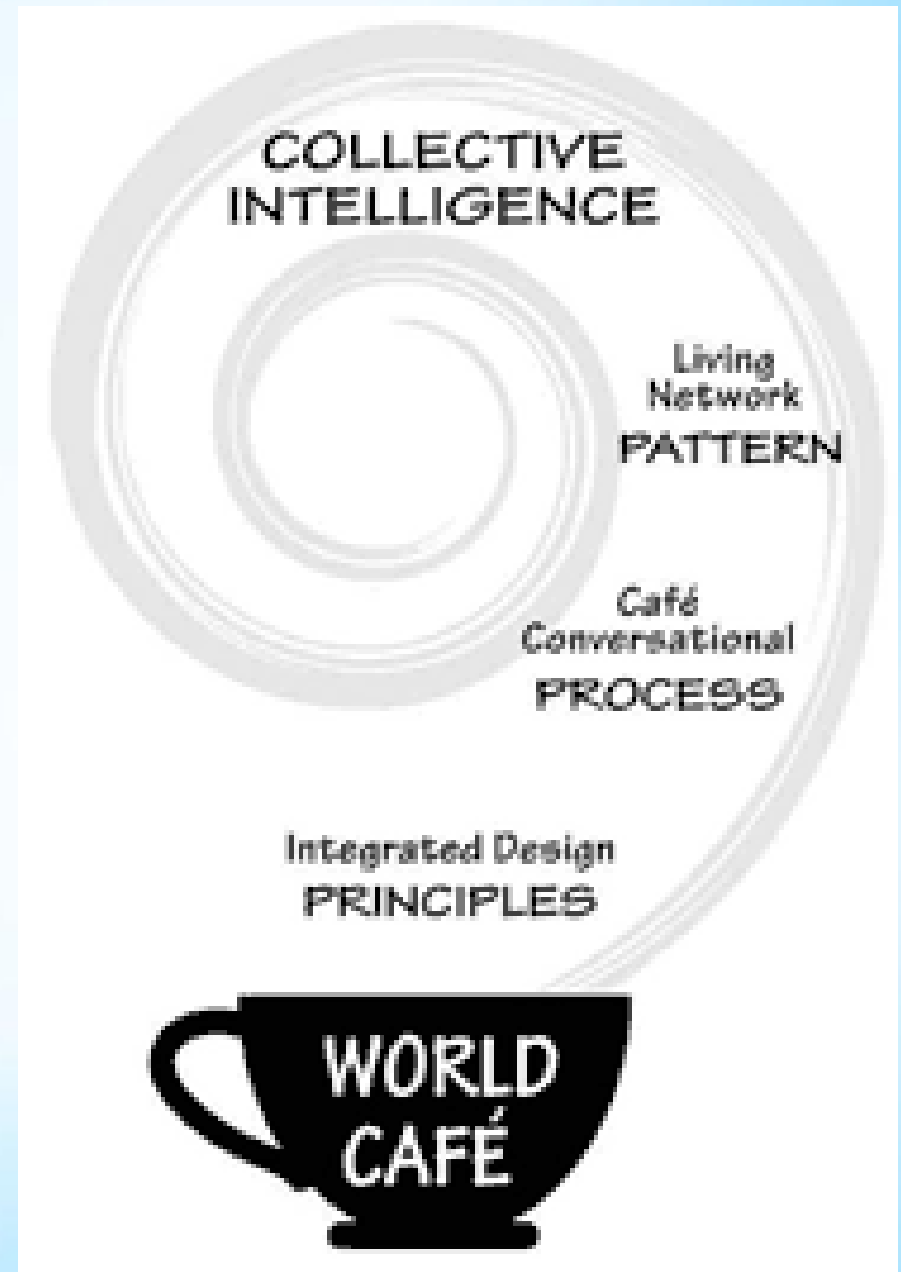 COLLECTIVE
INTELLIGENCE
Living
Network
PATTERN
Café
Conversational
PROCESS
Integrated Design
PRINCIPLES
WORLD
CAFÉ